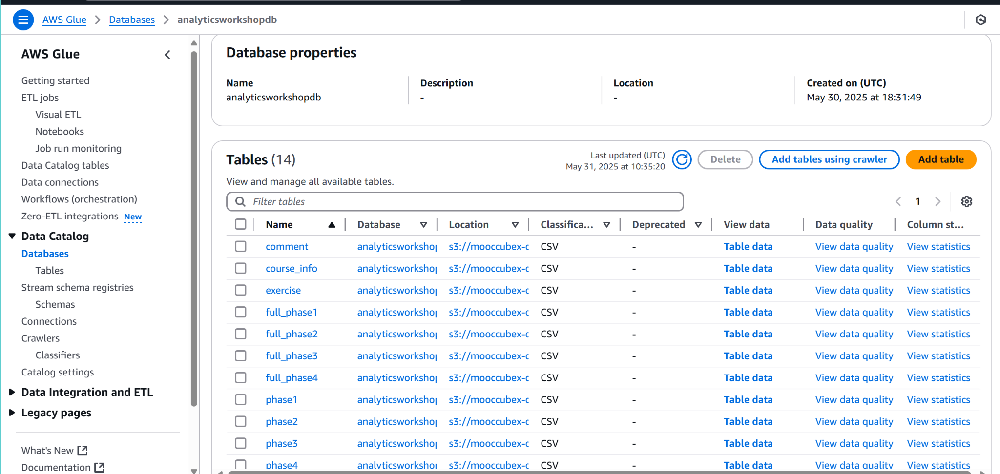 AWS Glue > Databases > analyticsworkshopdb
AWS Glue
Getting started
ETL jobs
Visual ETL
Notebooks
Job run monitoring
Data Catalog tables
Data connections
Workflows (orchestration)
Zero-ETL integrations New
Data Catalog
Databases
Tables
Stream schema registries
Schemas
Connections
Crawlers
Classifiers
Catalog settings
Data Integration and ETL
Legacy pages
What's New
Documentation
Database properties
Name
analyticsworkshopdb
Description
-
Location
-
Created on (UTC)
May 30, 2025 at 18:31:49
Tables (14)
View and manage all available tables.
Last updated (UTC)
May 31, 2025 at 10:35:20
Delete
Add tables using crawler
Add table
Filter tables
1
Name Database Location Classifica... Deprecated View data Data quality Column st...
comment analyticsworkshop s3://mooccubex-c CSV - Table data View data quality View statistics
course_info analyticsworkshop s3://mooccubex-c CSV - Table data View data quality View statistics
exercise analyticsworkshop s3://mooccubex-c CSV - Table data View data quality View statistics
full_phase1 analyticsworkshop s3://mooccubex-c CSV - Table data View data quality View statistics
full_phase2 analyticsworkshop s3://mooccubex-c CSV - Table data View data quality View statistics
full_phase3 analyticsworkshop s3://mooccubex-c CSV - Table data View data quality View statistics
full_phase4 analyticsworkshop s3://mooccubex-c CSV - Table data View data quality View statistics
phase1 analyticsworkshop s3://mooccubex-c CSV - Table data View data quality View statistics
phase2 analyticsworkshop s3://mooccubex-c CSV - Table data View data quality View statistics
phase3 analyticsworkshop s3://mooccubex-c CSV - Table data View data quality View statistics
phase4 analyticsworkshop s3://mooccubex-c CSV - Table data View data quality View statistics